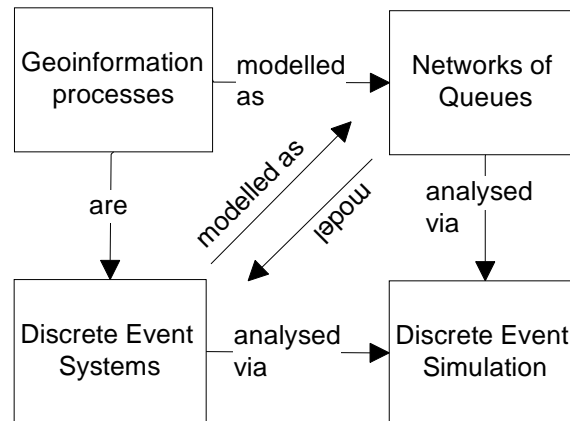 Geoinformation
processes
modelled
as
Networks of
Queues
are
modelled as
model
analysed
via
Discrete Event
Systems
analysed
via
Discrete Event
Simulation